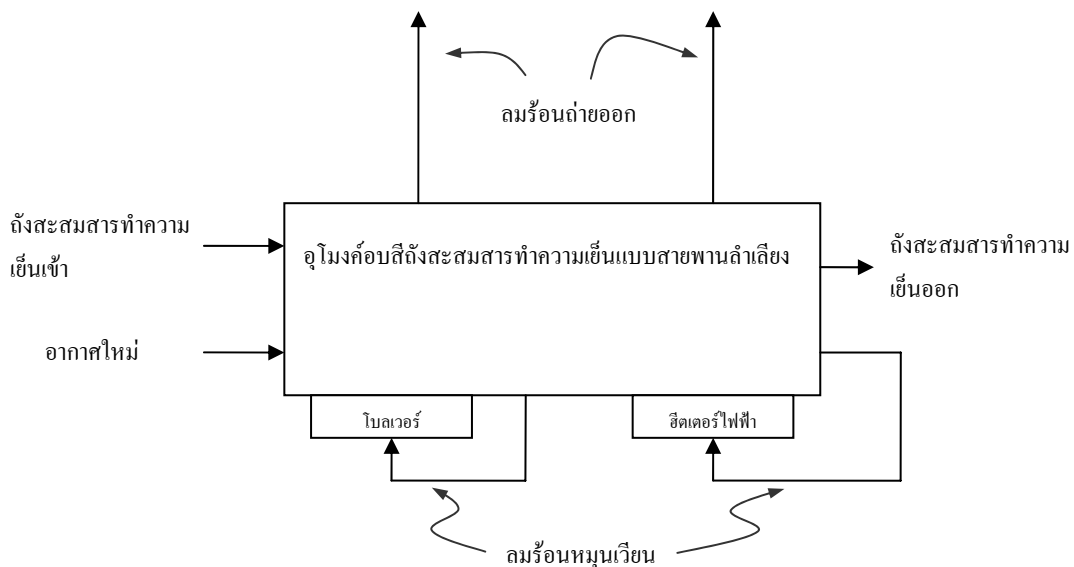 ลมร้อนถ่ายออก
ถังสะสมสารทำความ
เย็นเข้า
อุโมงค์อบสีถังสะสมสารทำความเย็นแบบสายพานลำเลียง
ถังสะสมสารทำความ
เย็นออก
อากาศใหม่
โบลเวอร์
ฮีตเตอร์ไฟฟ้า
ลมร้อนหมุนเวียน